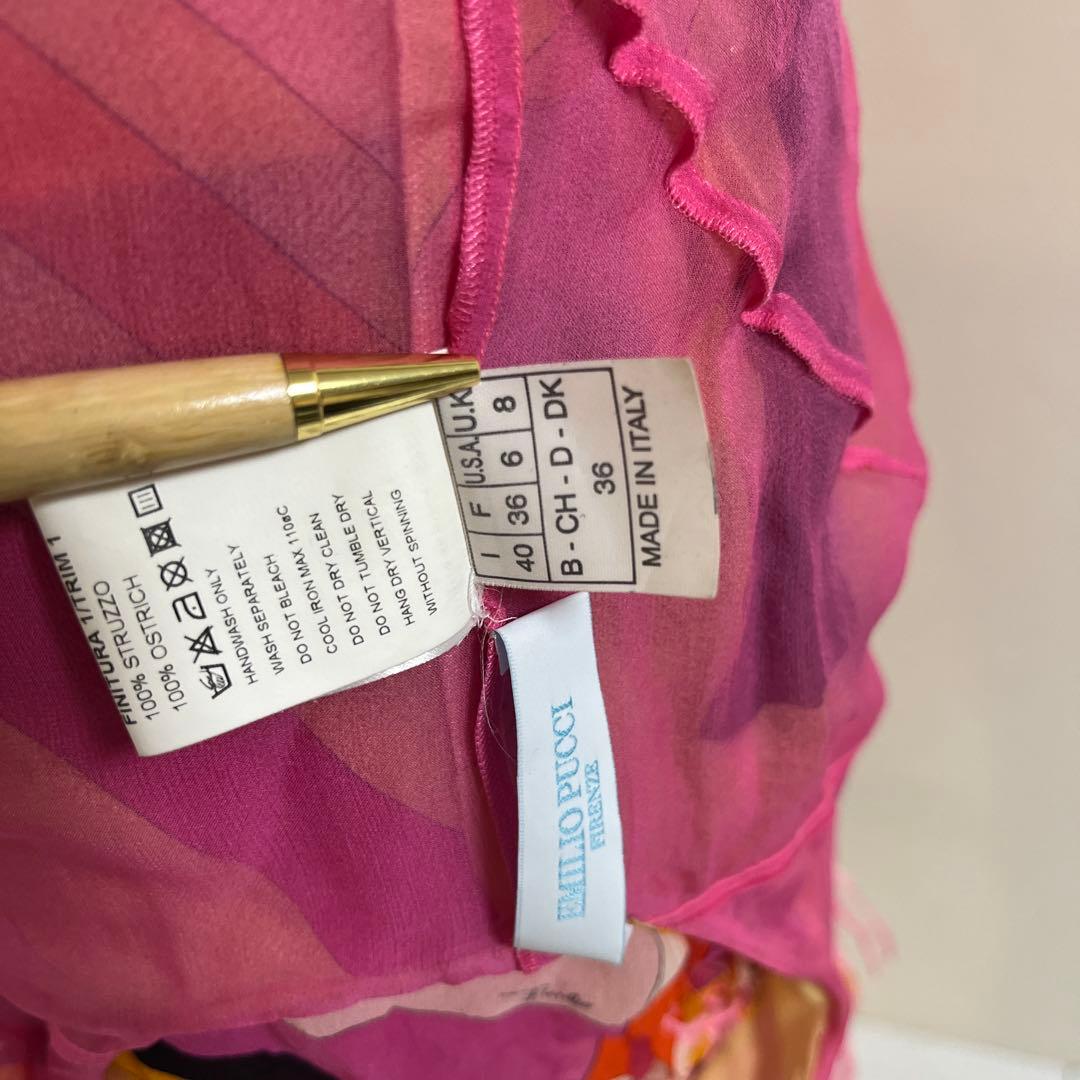 FINITURA 1/TRIM 1
100% STRUZZO
100% OSTRICH
HANDWASH ONLY
WASH SEPARATELY
DO NOT BLEACH
COOL IRON MAX 110øC
DO NOT DRY CLEAN
DO NOT TUMBLE DRY
HANG DRY VERTICAL
WITHOUT SPINNING
I F U.S.A. U.K
40 36 6 8
B - CH - D - DK
36
MADE IN ITALY
EMILIO PUCCI
FIRENZE